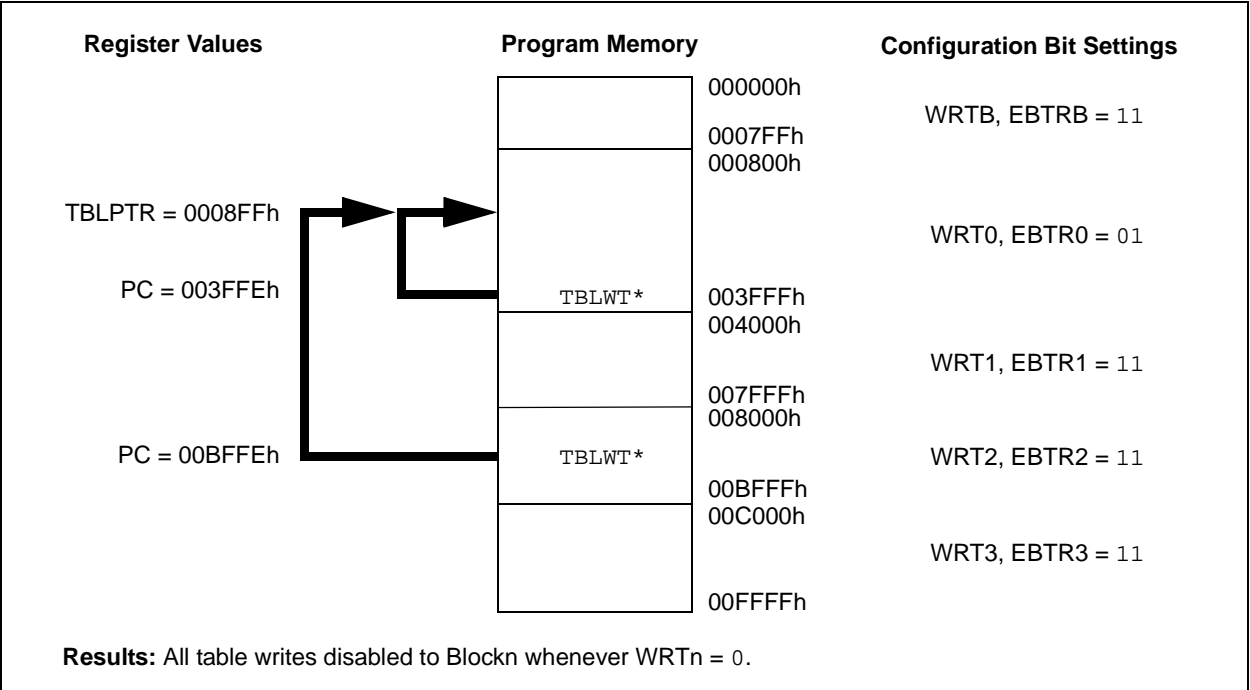 Register Values Program Memory Configuration Bit Settings
000000h
WRTB, EBTRB = 11
0007FFh
000800h
TBLPTR = 0008FFh
WRT0, EBTR0 = 01
PC = 003FFEh TBLWT* 003FFFh
004000h
WRT1, EBTR1 = 11
007FFFh
008000h
PC = 00BFFEh TBLWT* WRT2, EBTR2 = 11
00BFFFh
00C000h
WRT3, EBTR3 = 11
00FFFFh
Results: All table writes disabled to Blockn whenever WRTn = 0.